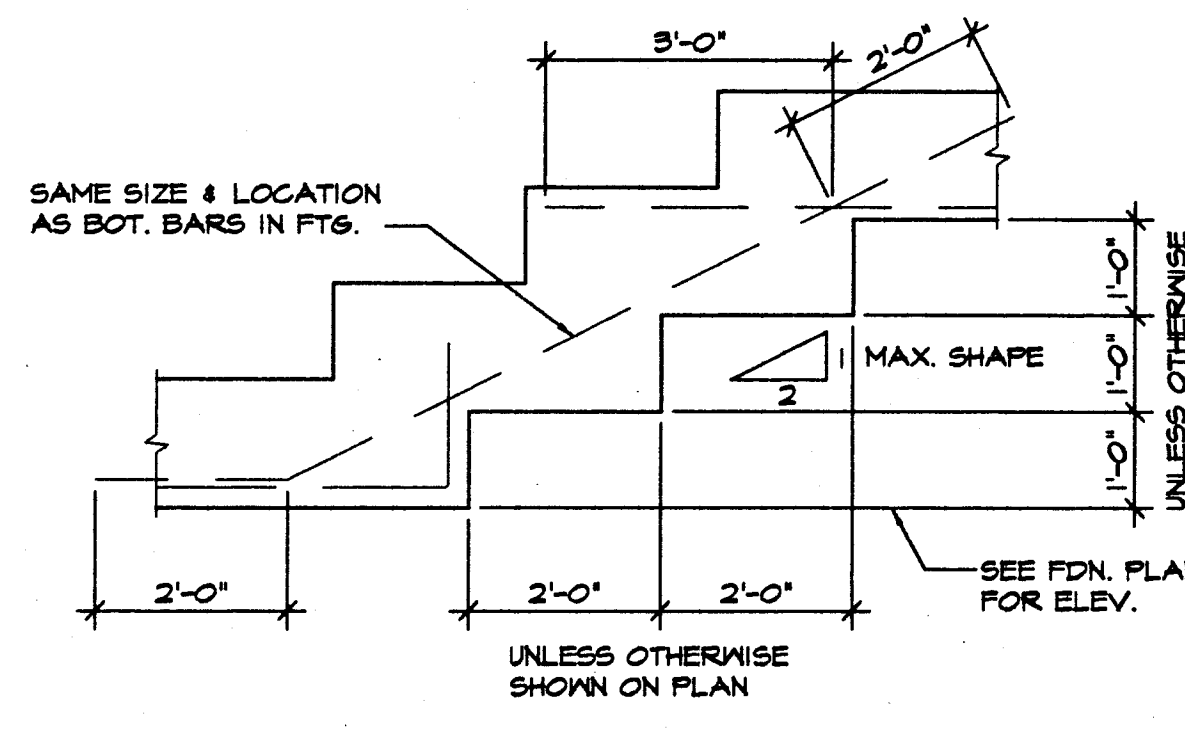 3'-0"
2'-0"
SAME SIZE & LOCATION
AS BOT. BARS IN FTG.
1'-0"
1'-0"
1'-0"
UNLESS OTHERWISE
1 MAX. SHAPE
2
SEE FDN. PLA
FOR ELEV.
2'-0"
2'-0"
2'-0"
UNLESS OTHERWISE
SHOWN ON PLAN